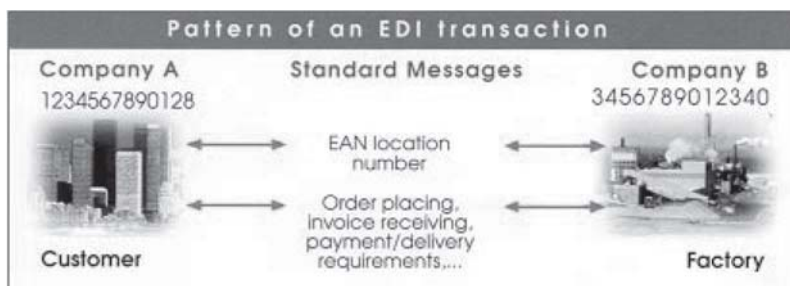 Pattern of an EDI transaction
Company A
Standard Messages
Company B
1234567890128
3456789012340
EAN location
number
Order placing,
invoice receiving,
payment/delivery
requirements,...
Customer
Factory